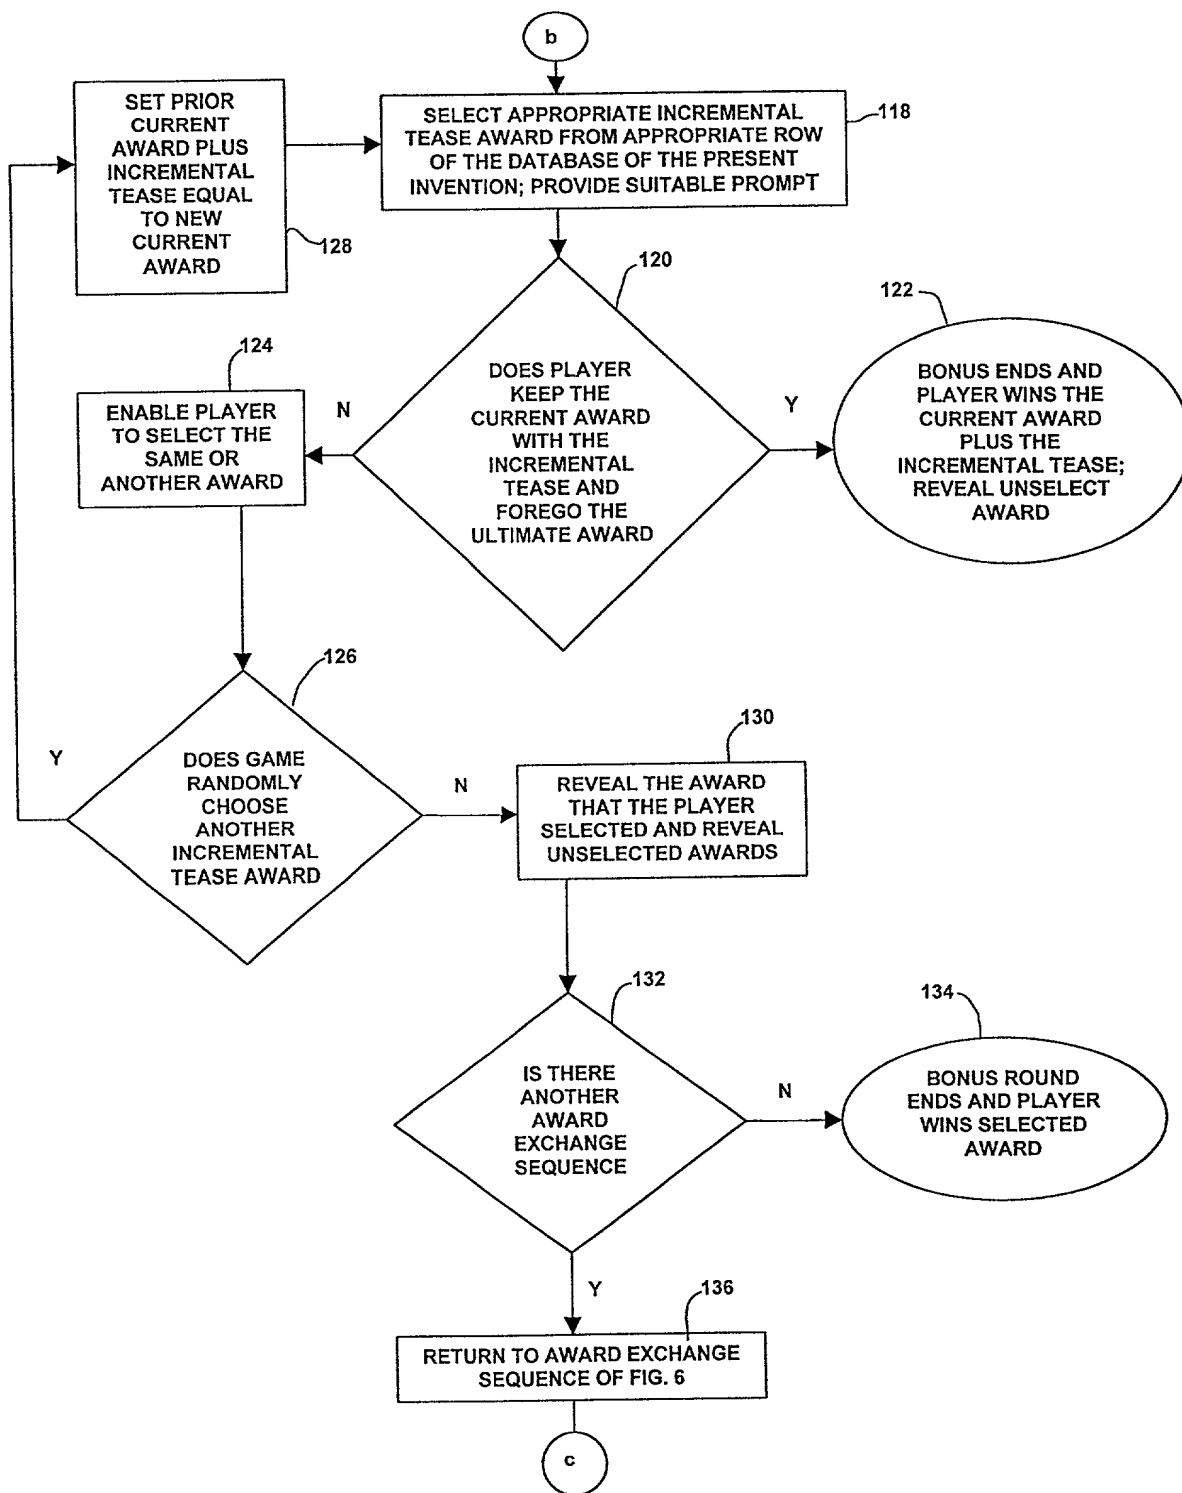 b
SET PRIOR
CURRENT
AWARD PLUS
INCREMENTAL
TEASE EQUAL
TO NEW
CURRENT
AWARD
128
SELECT APPROPRIATE INCREMENTAL
TEASE AWARD FROM APPROPRIATE ROW
OF THE DATABASE OF THE PRESENT
INVENTION; PROVIDE SUITABLE PROMPT
118
120
DOES PLAYER
KEEP THE
CURRENT AWARD
WITH THE
INCREMENTAL
TEASE AND
FOREGO THE
ULTIMATE AWARD
Y
122
BONUS ENDS AND
PLAYER WINS THE
CURRENT AWARD
PLUS THE
INCREMENTAL TEASE;
REVEAL UNSELECT
AWARD
N
124
ENABLE PLAYER
TO SELECT THE
SAME OR
ANOTHER AWARD
126
DOES GAME
RANDOMLY
CHOOSE
ANOTHER
INCREMENTAL
TEASE AWARD
Y
N
130
REVEAL THE AWARD
THAT THE PLAYER
SELECTED AND REVEAL
UNSELECTED AWARDS
132
IS THERE
ANOTHER
AWARD
EXCHANGE
SEQUENCE
N
134
BONUS ROUND
ENDS AND PLAYER
WINS SELECTED
AWARD
Y
136
RETURN TO AWARD EXCHANGE
SEQUENCE OF FIG. 6
c